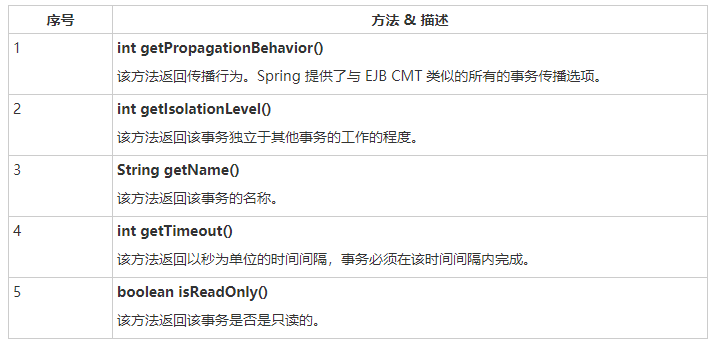 序号 方法 & 描述
1 int getPropagationBehavior()
该方法返回传播行为。Spring 提供了与 EJB CMT 类似的所有的事务传播选项。
2 int getIsolationLevel()
该方法返回该事务独立于其他事务的工作的程度。
3 String getName()
该方法返回该事务的名称。
4 int getTimeout()
该方法返回以秒为单位的时间间隔，事务必须在该时间间隔内完成。
5 boolean isReadOnly()
该方法返回该事务是否是只读的。